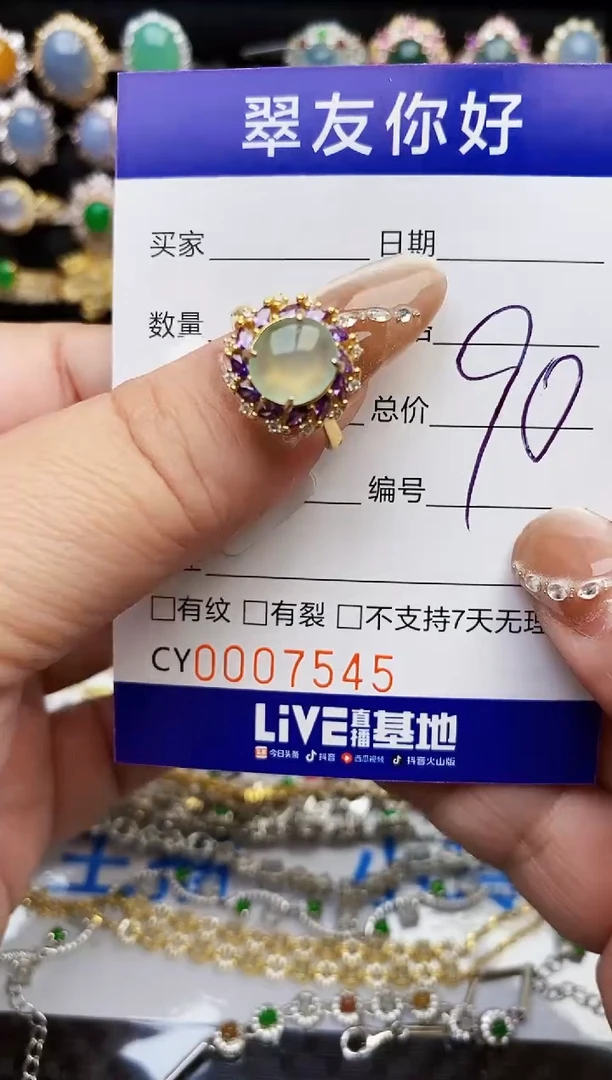 翠友你好
买家 日期
数量
90
总价
编号
□有纹 □有裂 □不支持7天无理
CY0007545
LiVE直播基地
今日头条 抖音 西瓜视频 抖音火山版